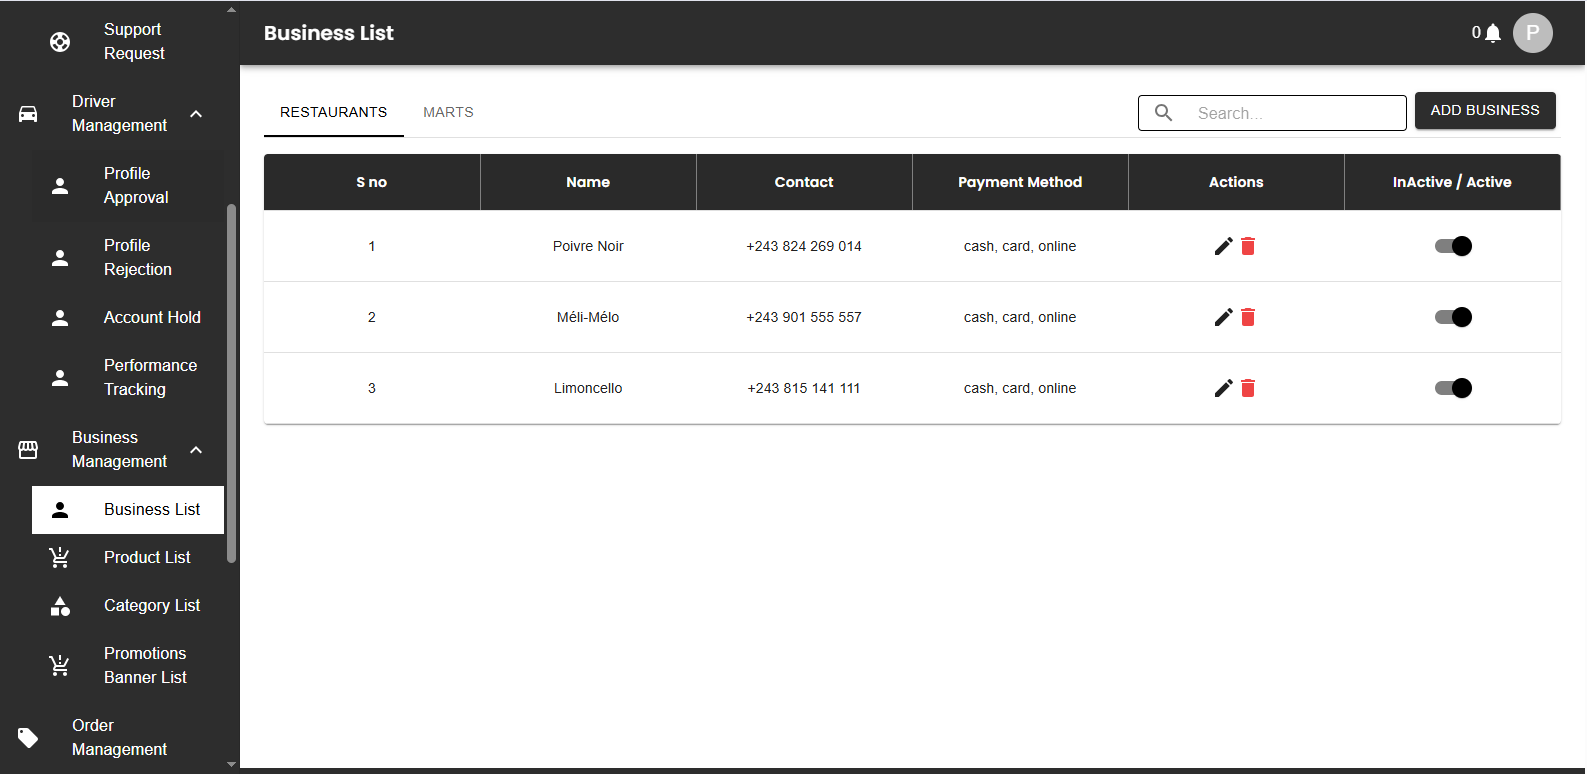 Support
Request
Driver
Management
Profile
Approval
Profile
Rejection
Account Hold
Performance
Tracking
Business
Management
Business List
Product List
Category List
Promotions
Banner List
Order
Management
Business List
0
P
RESTAURANTS MARTS
Search...
ADD BUSINESS
S no Name Contact Payment Method Actions InActive / Active
1 Poivre Noir +243 824 269 014 cash, card, online
2 Méli-Mélo +243 901 555 557 cash, card, online
3 Limoncello +243 815 141 111 cash, card, online